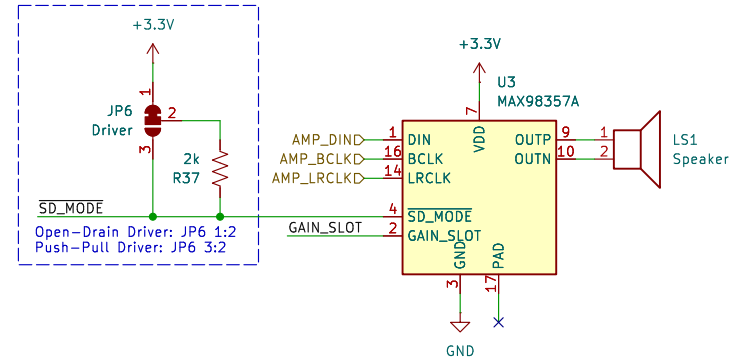 +3.3V
1
JP6
2
Driver
3
2k
R37
SD_MODE
Open-Drain Driver: JP6 1:2
Push-Pull Driver: JP6 3:2
+3.3V
U3
MAX98357A
7
VDD
AMP_DIN
1
DIN
AMP_BCLK
16
BCLK
AMP_LRCLK
14
LRCLK
4
SD_MODE
GAIN_SLOT
2
GAIN_SLOT
OUTP
9
1
OUTN
10
2
LS1
Speaker
GND
3
PAD
17
GND